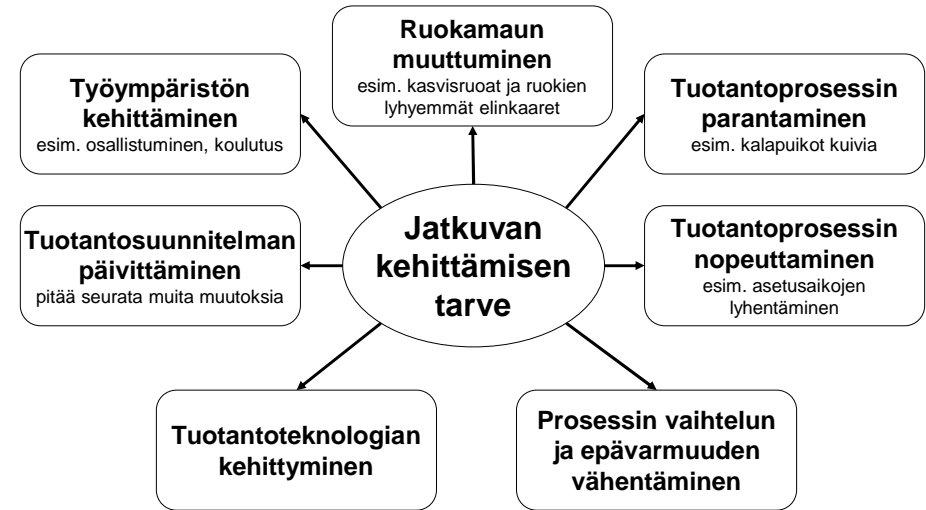 Ruokamaun
muuttuminen
esim. kasvisruoat ja ruokien
lyhyemmät elinkaaret
Työympäristön
kehittäminen
esim. osallistuminen, koulutus
Tuotantoprosessin
parantaminen
esim. kalapuikot kuivia
Jatkuvan
kehittämisen
tarve
Tuotantosuunnitelman
päivittäminen
pitää seurata muita muutoksia
Tuotantoprosessin
nopeuttaminen
esim. asetusaikojen
lyhentäminen
Tuotantoteknologian
kehittyminen
Prosessin vaihtelun
ja epävarmuuden
vähentäminen